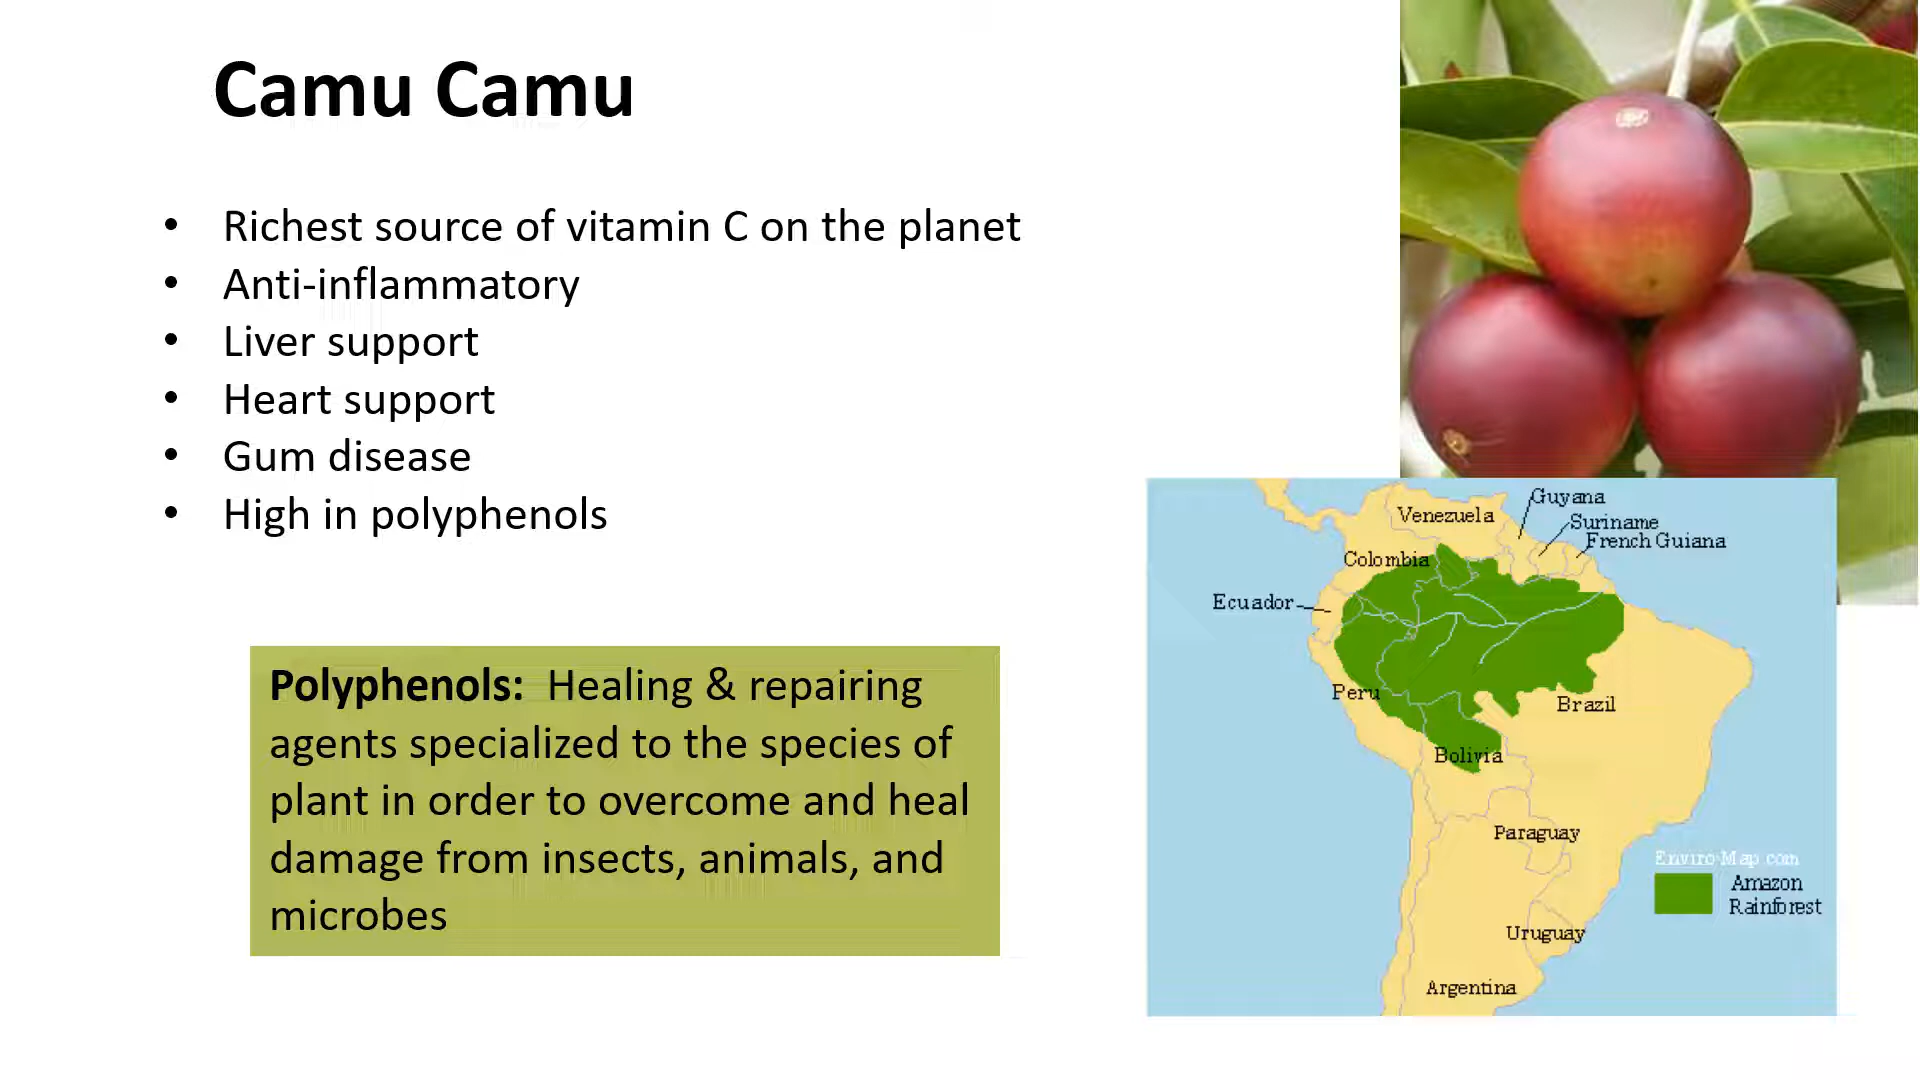 Camu Camu
• Richest source of vitamin C on the planet
• Anti-inflammatory
• Liver support
• Heart support
• Gum disease
• High in polyphenols
Polyphenols: Healing & repairing
agents specialized to the species of
plant in order to overcome and heal
damage from insects, animals, and
microbes
Guyana
Venezuela
Suriname
French Guiana
Colombia
Ecuador
Peru
Brazil
Bolivia
Paraguay
Enviro-Map.com
Amazon
Rainforest
Uruguay
Argentina